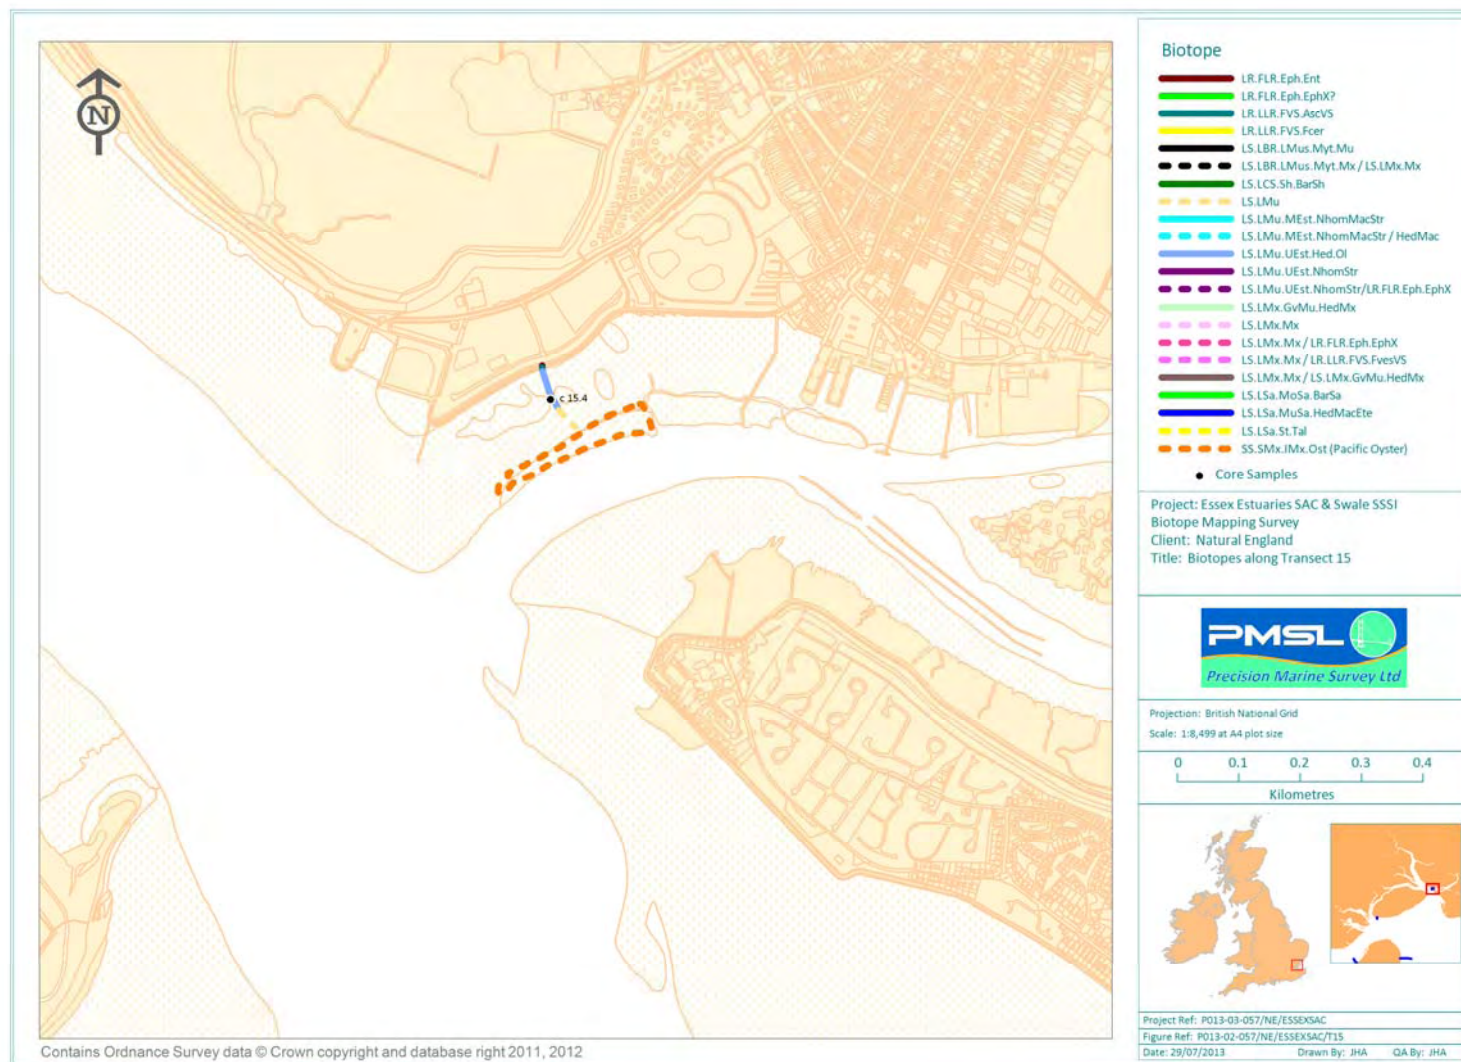 N
c 15.4
Contains Ordnance Survey data © Crown copyright and database right 2011, 2012
Biotope
LR.FLR.Eph.Ent
LR.FLR.Eph.EphX?
LR.LLR.FVS.AscVS
LR.LLR.FVS.Fcer
LS.LBR.LMus.Myt.Mu
LS.LBR.LMus.Myt.Mx / LS.LMx.Mx
LS.LCS.Sh.BarSh
LS.LMu
LS.LMu.MEst.NhomMacStr
LS.LMu.MEst.NhomMacStr / HedMac
LS.LMu.UEst.Hed.Ol
LS.LMu.UEst.NhomStr
LS.LMu.UEst.NhomStr/LR.FLR.Eph.EphX
LS.LMx.GvMu.HedMx
LS.LMx.Mx
LS.LMx.Mx / LR.FLR.Eph.EphX
LS.LMx.Mx / LR.LLR.FVS.FvesVS
LS.LMx.Mx / LS.LMx.GvMu.HedMx
LS.LSa.MoSa.BarSa
LS.LSa.MuSa.HedMacEte
LS.LSa.St.Tal
SS.SMx.IMx.Ost (Pacific Oyster)
Core Samples
Project: Essex Estuaries SAC & Swale SSSI
Biotope Mapping Survey
Client: Natural England
Title: Biotopes along Transect 15
PMSL
Precision Marine Survey Ltd
Projection: British National Grid
Scale: 1:8,499 at A4 plot size
0 0.1 0.2 0.3 0.4
Kilometres
Project Ref: P013-03-057/NE/ESSEXSAC
Figure Ref: P013-02-057/NE/ESSEXSAC/T15
Date: 29/07/2013 Drawn By: JHA QA By: JHA